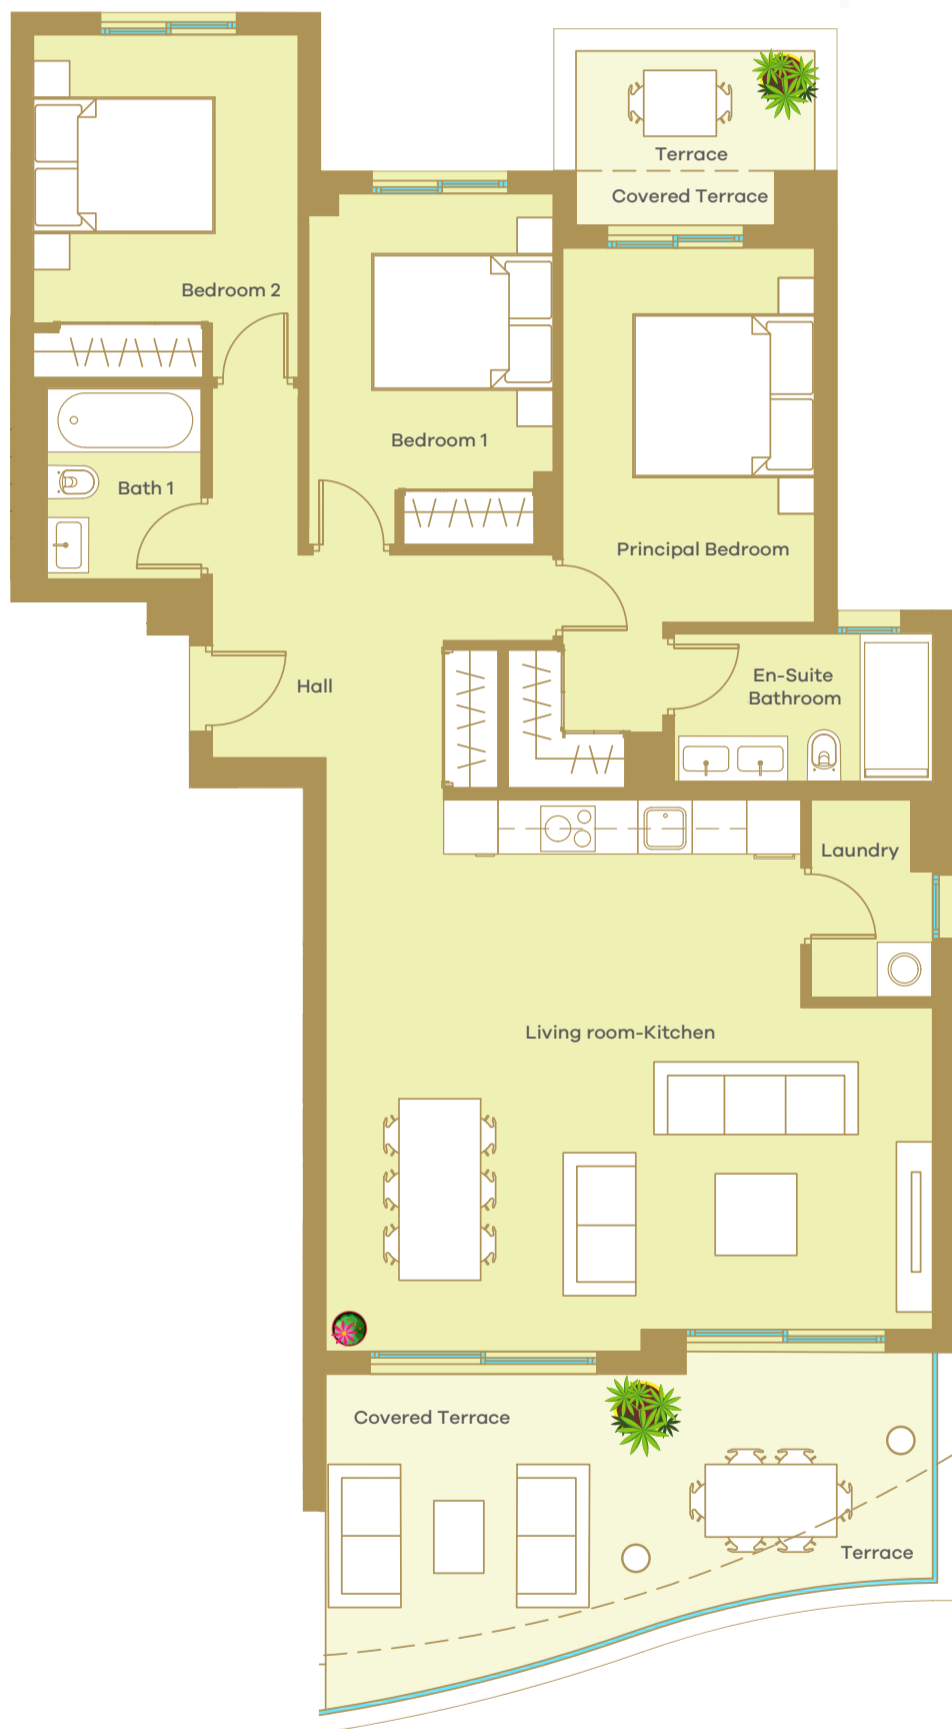 Terrace
Covered Terrace
Bedroom 2
Bedroom 1
Bath 1
Principal Bedroom
Hall
En-Suite
Bathroom
Laundry
Living room-Kitchen
Covered Terrace
Terrace